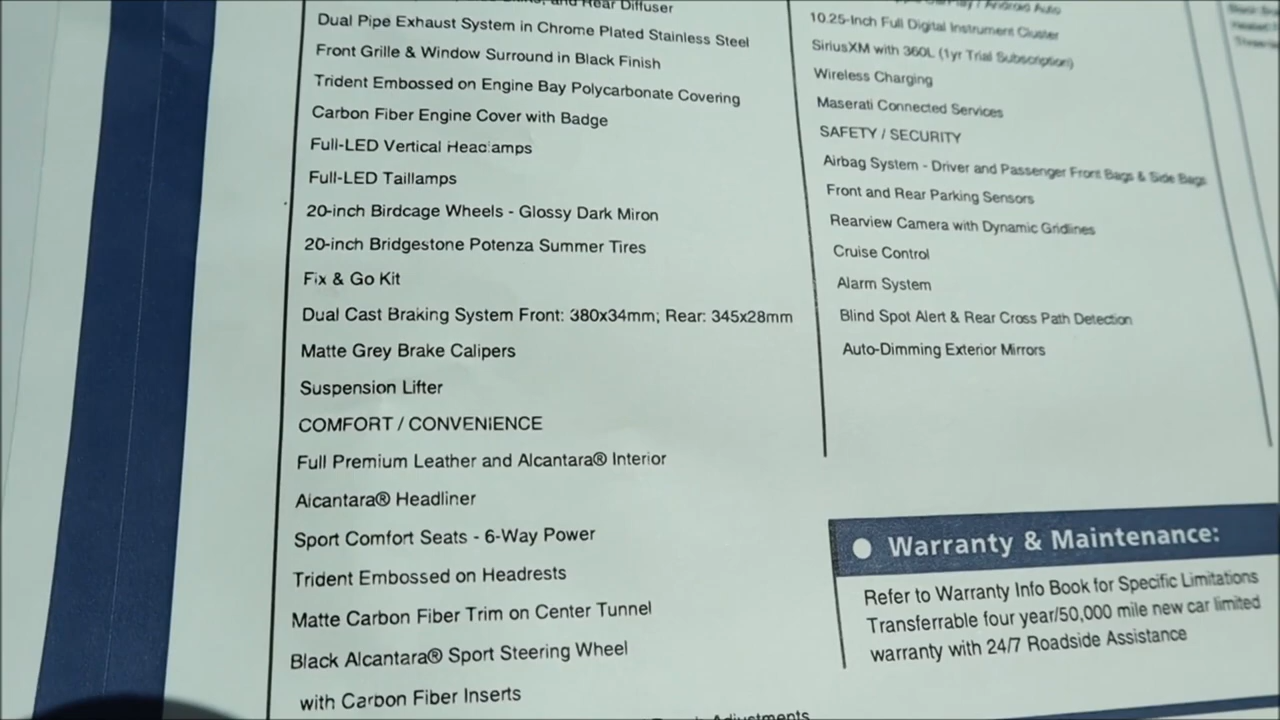 and Rear Diffuser
Dual Pipe Exhaust System in Chrome Plated Stainless Steel
Front Grille & Window Surround in Black Finish
Trident Embossed on Engine Bay Polycarbonate Covering
Carbon Fiber Engine Cover with Badge
Full-LED Vertical Headlamps
Full-LED Taillamps
20-inch Birdcage Wheels - Glossy Dark Miron
20-inch Bridgestone Potenza Summer Tires
Fix & Go Kit
Dual Cast Braking System Front: 380x34mm; Rear: 345x28mm
Matte Grey Brake Calipers
Suspension Lifter
COMFORT / CONVENIENCE
Full Premium Leather and Alcantara® Interior
Alcantara® Headliner
Sport Comfort Seats - 6-Way Power
Trident Embossed on Headrests
Matte Carbon Fiber Trim on Center Tunnel
Black Alcantara® Sport Steering Wheel
with Carbon Fiber Inserts
Adjustments
/ Android Auto
10.25-Inch Full Digital Instrument Cluster
SiriusXM with 360L (1yr Trial Subscription)
Wireless Charging
Maserati Connected Services
SAFETY / SECURITY
Airbag System - Driver and Passenger Front Bags & Side Bags
Front and Rear Parking Sensors
Rearview Camera with Dynamic Gridlines
Cruise Control
Alarm System
Blind Spot Alert & Rear Cross Path Detection
Auto-Dimming Exterior Mirrors
Warranty & Maintenance:
Refer to Warranty Info Book for Specific Limitations
Transferrable four year/50,000 mile new car limited
warranty with 24/7 Roadside Assistance